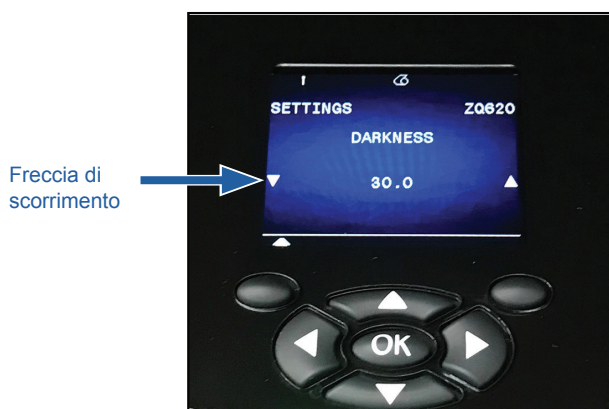 SETTINGS ZQ620
DARKNESS
Freccia di
scorrimento
30.0
OK